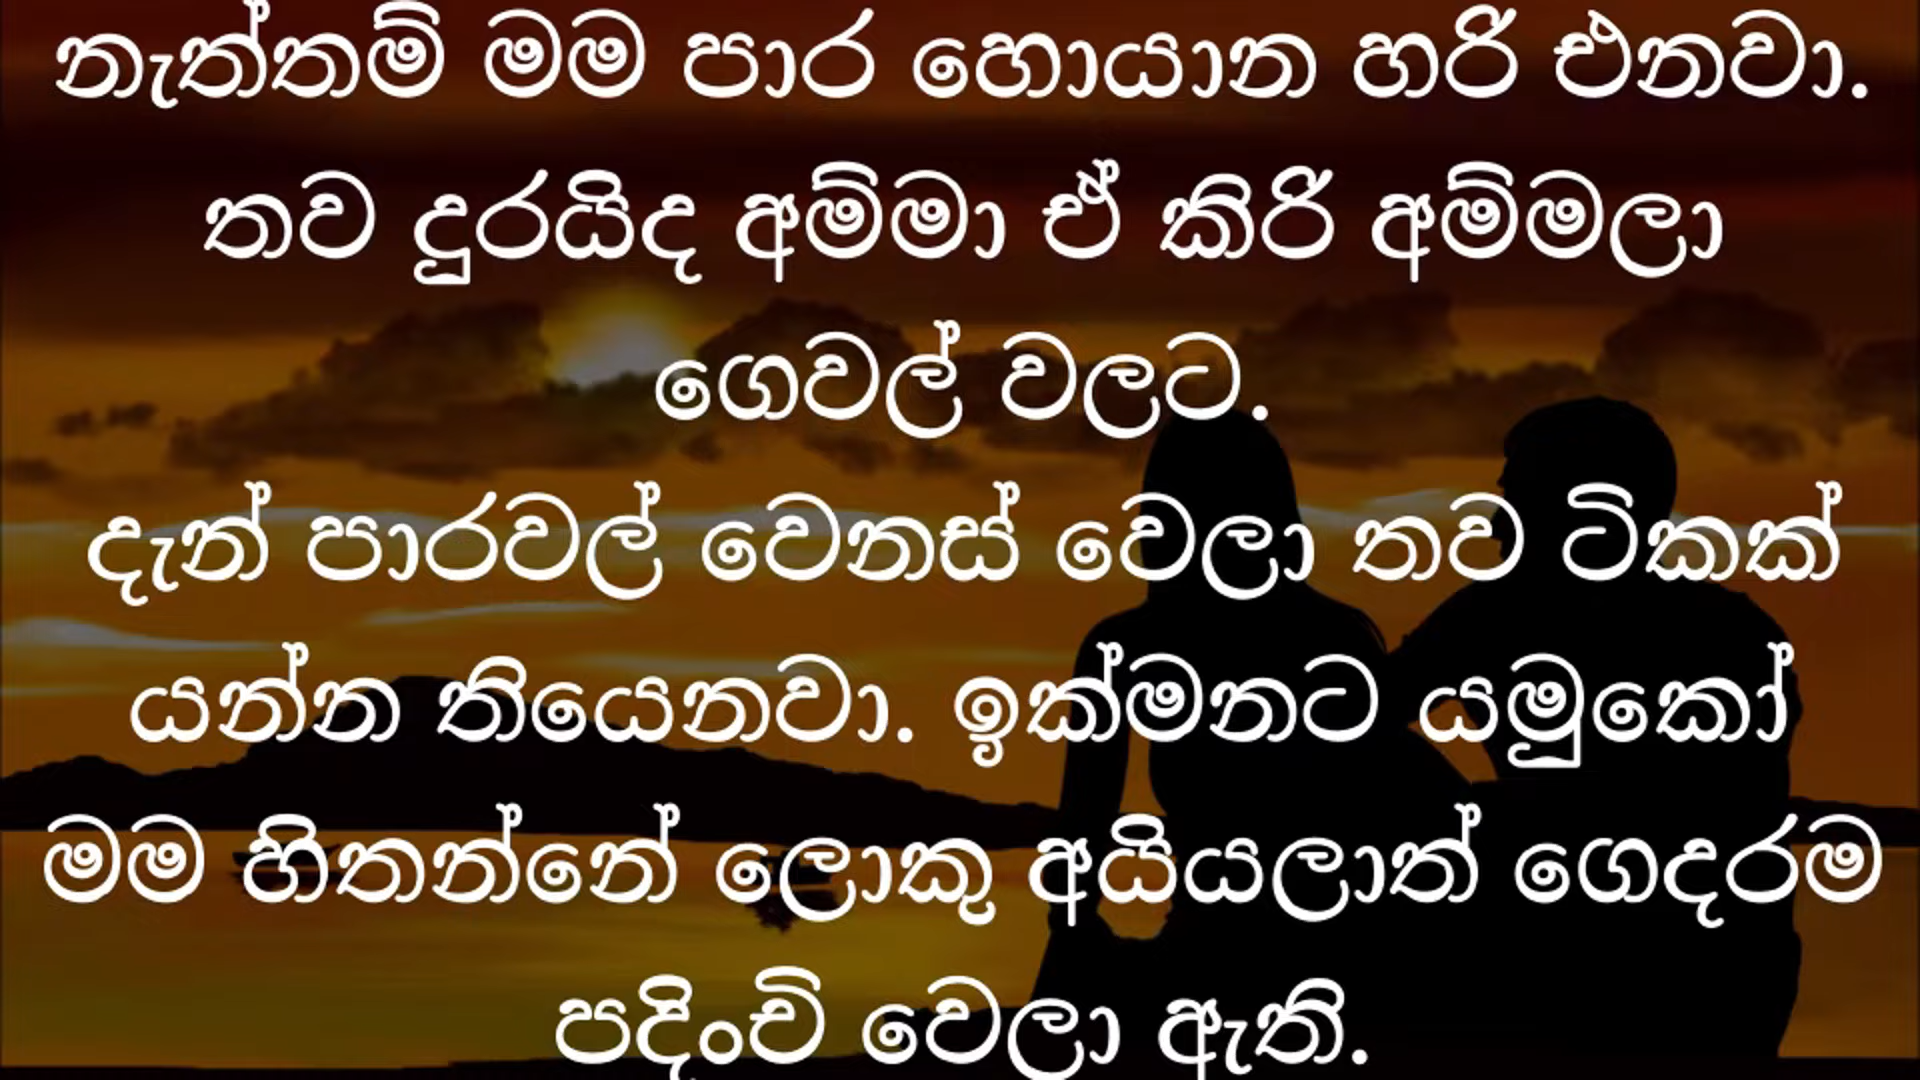 නැත්තම් මම පාර හොයාන හරි එනවා.
තව දුරයිද අම්මා ඒ කිරි අම්මලා
ගෙවල් වලට.
දැන් පාරවල් වෙනස් වෙලා තව ටිකක්
යන්න තියෙනවා. ඉක්මනට යමුකෝ
මම හිතන්නේ ලොකු අයියලාත් ගෙදරම
පදිංචි වෙලා ඇති.